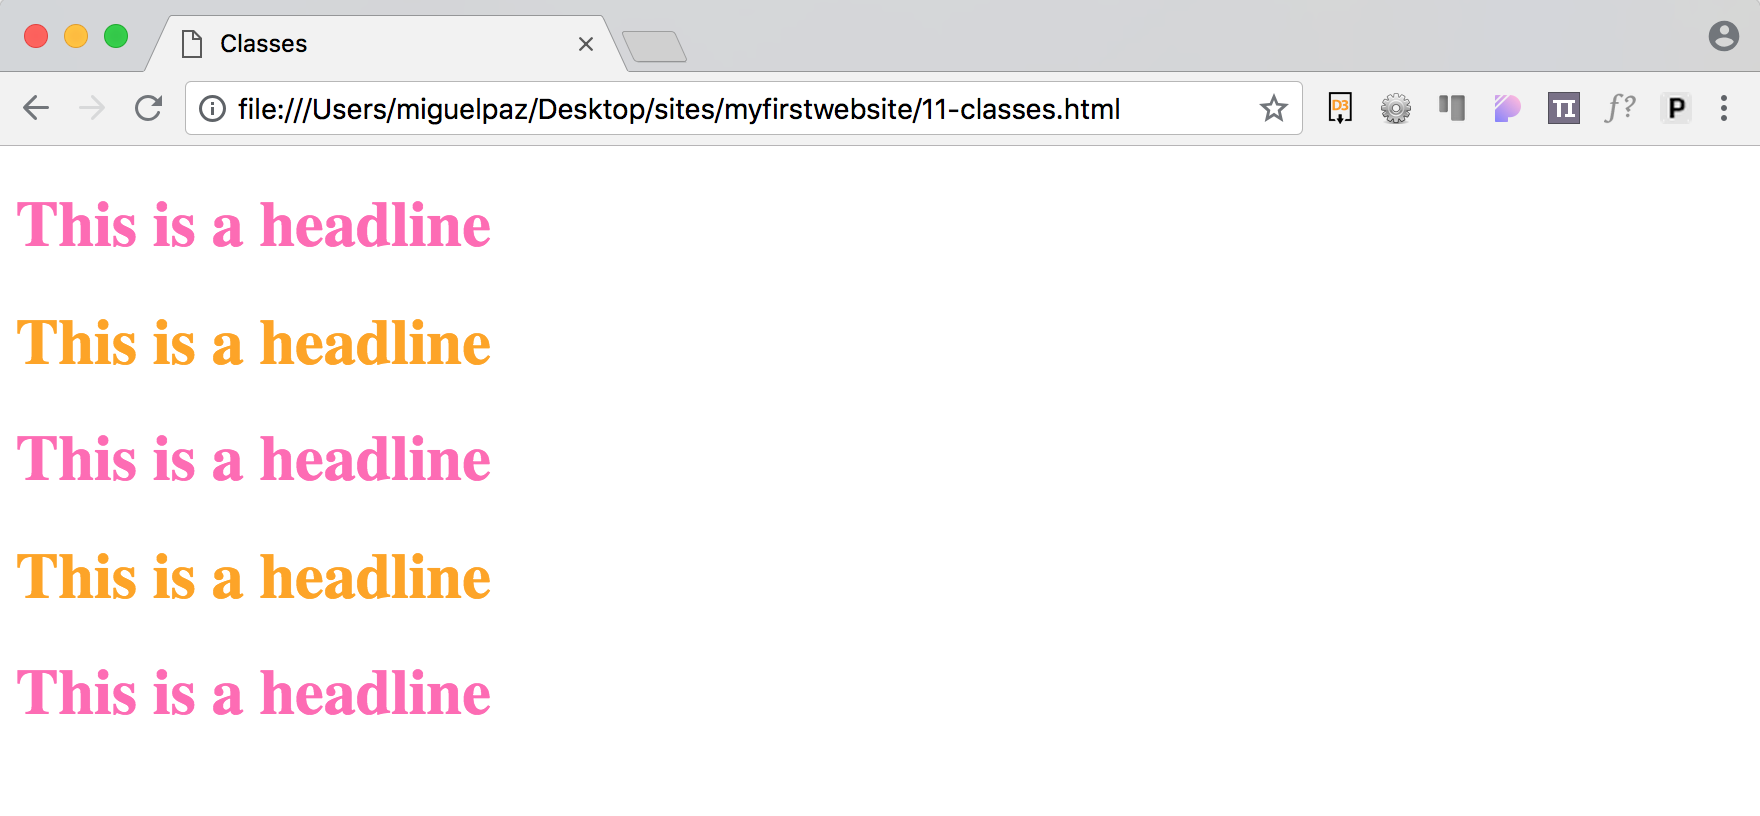 Classes
file:///Users/miguelpaz/Desktop/sites/myfirstwebsite/11-classes.html
D3
f?
P
This is a headline
This is a headline
This is a headline
This is a headline
This is a headline